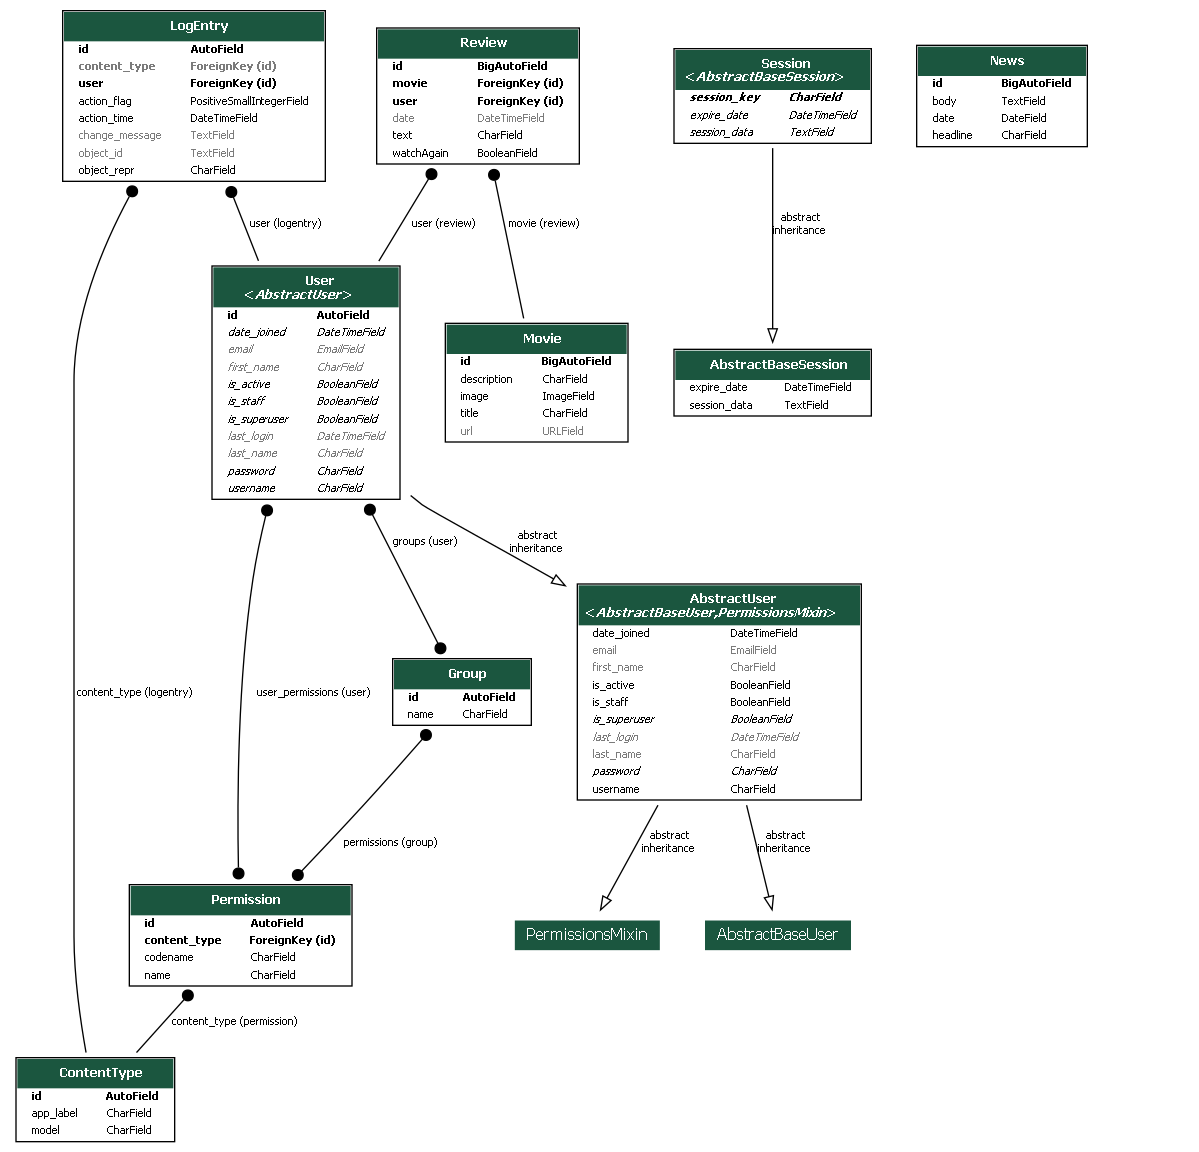 LogEntry
id AutoField
content_type ForeignKey (id)
user ForeignKey (id)
action_flag PositiveSmallIntegerField
action_time DateTimeField
change_message TextField
object_id TextField
object_repr CharField
Review
id BigAutoField
movie ForeignKey (id)
user ForeignKey (id)
date DateTimeField
text CharField
watchAgain BooleanField
Session
<AbstractBaseSession>
session_key CharField
expire_date DateTimeField
session_data TextField
News
id BigAutoField
body TextField
date DateField
headline CharField
user (logentry)
user (review)
movie (review)
abstract
inheritance
User
<AbstractUser>
id AutoField
date_joined DateTimeField
email EmailField
first_name CharField
is_active BooleanField
is_staff BooleanField
is_superuser BooleanField
last_login DateTimeField
last_name CharField
password CharField
username CharField
Movie
id BigAutoField
description CharField
image ImageField
title CharField
url URLField
AbstractBaseSession
expire_date DateTimeField
session_data TextField
groups (user)
abstract
inheritance
AbstractUser
<AbstractBaseUser,PermissionsMixin>
date_joined DateTimeField
email EmailField
first_name CharField
is_active BooleanField
is_staff BooleanField
is_superuser BooleanField
last_login DateTimeField
last_name CharField
password CharField
username CharField
content_type (logentry)
user_permissions (user)
Group
id AutoField
name CharField
permissions (group)
abstract
inheritance
abstract
inheritance
Permission
id AutoField
content_type ForeignKey (id)
codename CharField
name CharField
PermissionsMixin
AbstractBaseUser
content_type (permission)
ContentType
id AutoField
app_label CharField
model CharField